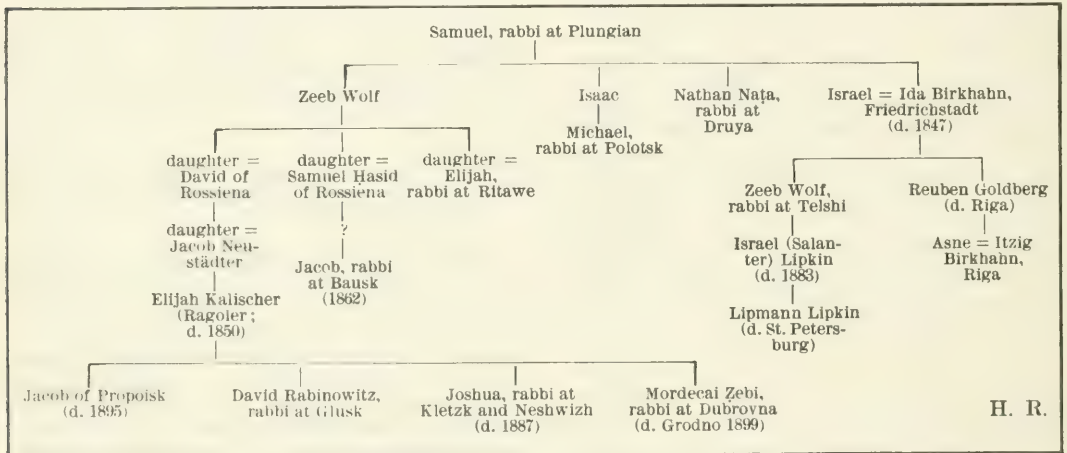 Samuel, rabbi at Plungian
Zeeb Wolf
Isaac
Michael,
rabbi at Polotsk
Nathan Naṭa,
rabbi at
Druya
Israel = Ida Birkhahn,
Friedrichstadt
(d. 1847)
daughter =
David of
Rossiena
daughter =
Samuel Ḥasid
of Rossiena
daughter =
Elijah,
rabbi at Ritawe
Zeeb Wolf,
rabbi at Telshi
Reuben Goldberg
(d. Riga)
daughter =
Jacob Neu-
städter
?
Jacob, rabbi
at Bausk
(1862)
Israel (Salan-
ter) Lipkin
(d. 1883)
Asne = Itzig
Birkhahn,
Riga
Elijah Kalischer
(Ragoler;
d. 1850)
Lipmann Lipkin
(d. St. Peters-
burg)
Jacob of Propoisk
(d. 1895)
David Rabinowitz,
rabbi at Glusk
Joshua, rabbi at
Kletzk and Neshwizh
(d. 1887)
Mordecai Ẓebi,
rabbi at Dubrovna
(d. Grodno 1899)
H. R.